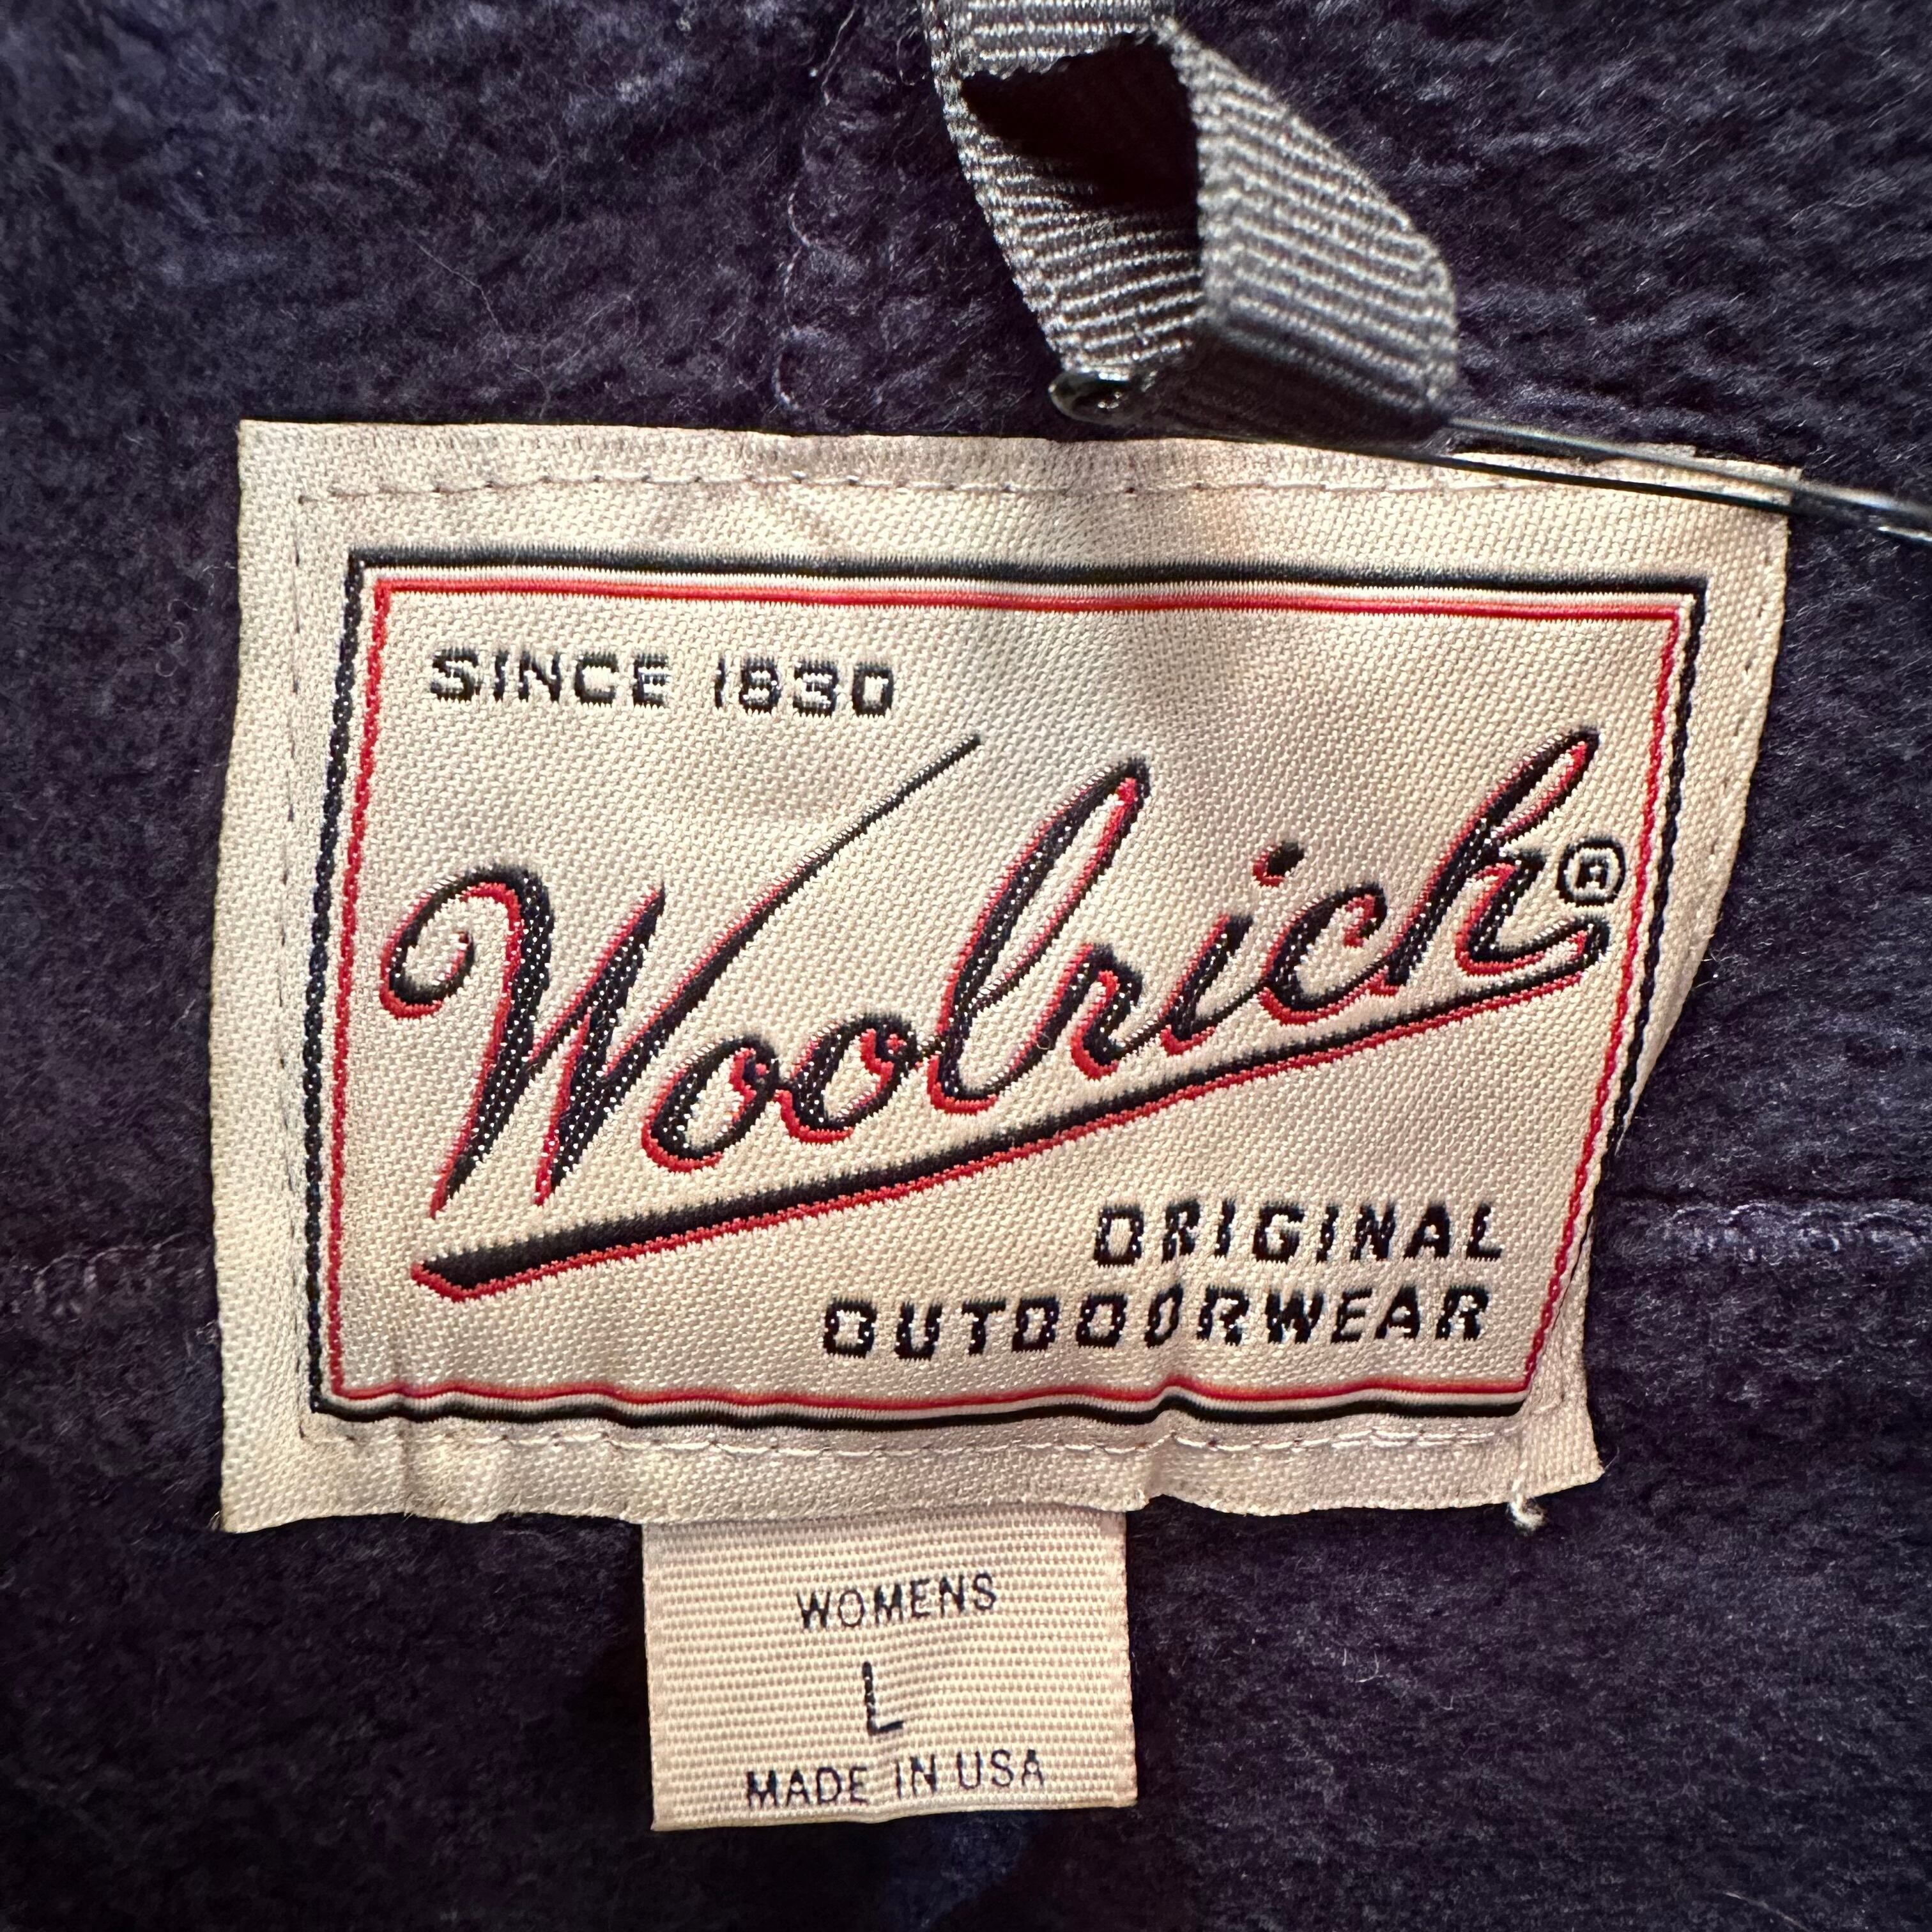 SINCE 1830
Woolrich®
ORIGINAL
OUTDOORWEAR
WOMENS
L
MADE IN USA